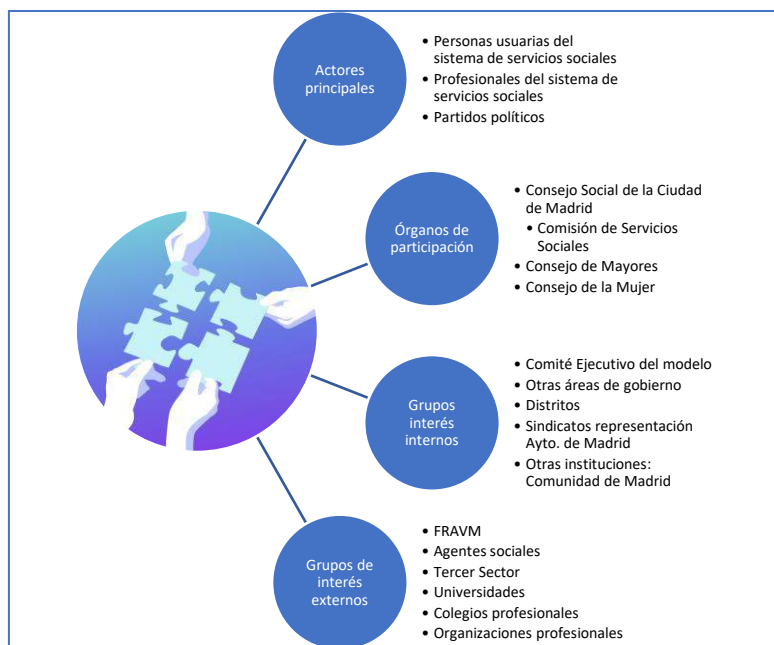 Actores
principales
• Personas usuarias del
sistema de servicios sociales
• Profesionales del sistema de
servicios sociales
• Partidos políticos
Órganos de
participación
• Consejo Social de la Ciudad
de Madrid
• Comisión de Servicios
Sociales
• Consejo de Mayores
• Consejo de la Mujer
Grupos
interés
internos
• Comité Ejecutivo del modelo
• Otras áreas de gobierno
• Distritos
• Sindicatos representación
Ayto. de Madrid
• Otras instituciones:
Comunidad de Madrid
Grupos de
interés
externos
• FRAVM
• Agentes sociales
• Tercer Sector
• Universidades
• Colegios profesionales
• Organizaciones profesionales